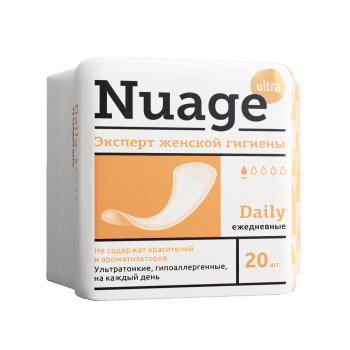 Nuage
ultra
Эксперт женской гигиены
Daily
ежедневные
Не содержат красителей
и ароматизаторов
Ультратонкие, гипоаллергенные,
на каждый день
20 шт.